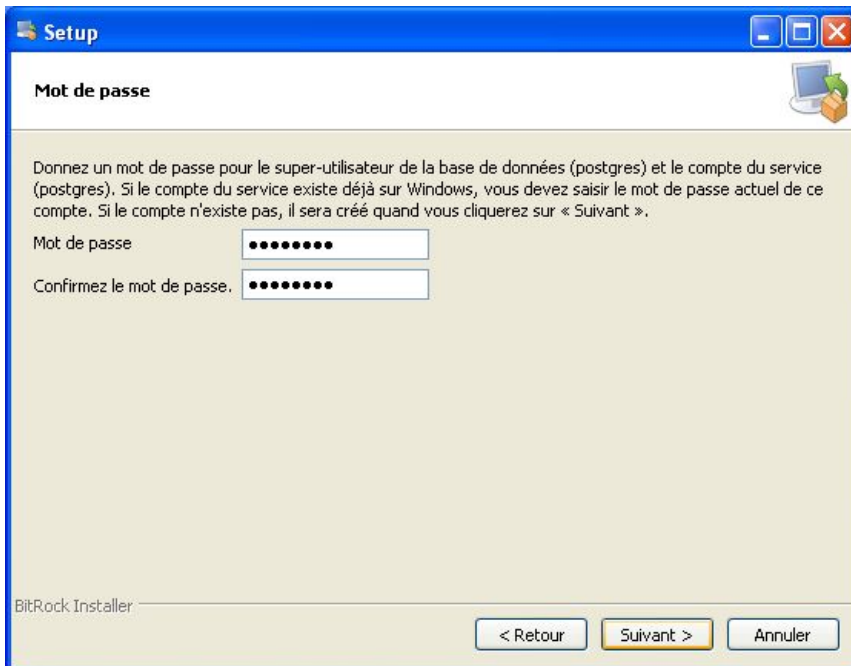 Setup
Mot de passe
Donnez un mot de passe pour le super-utilisateur de la base de données (postgres) et le compte du service
(postgres). Si le compte du service existe déjà sur Windows, vous devez saisir le mot de passe actuel de ce
compte. Si le compte n'existe pas, il sera créé quand vous cliquerez sur « Suivant ».
Mot de passe ●●●●●●●●
Confirmez le mot de passe. ●●●●●●●●
BitRock Installer
< Retour Suivant > Annuler